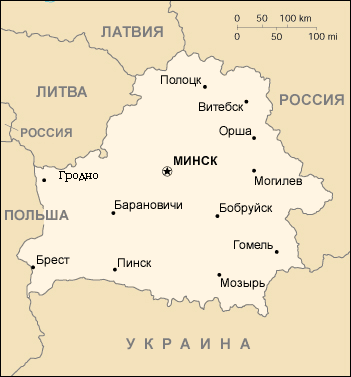 ЛАТВИЯ
0 50 100 km
0 50 100 mi
Полоцк
ЛИТВА
Витебск
РОССИЯ
РОССИЯ
Орша
МИНСК
Гродно
Могилев
ПОЛЬША
Барановичи
Бобруйск
Гомель
Брест
Пинск
Мозырь
УКРАИНА